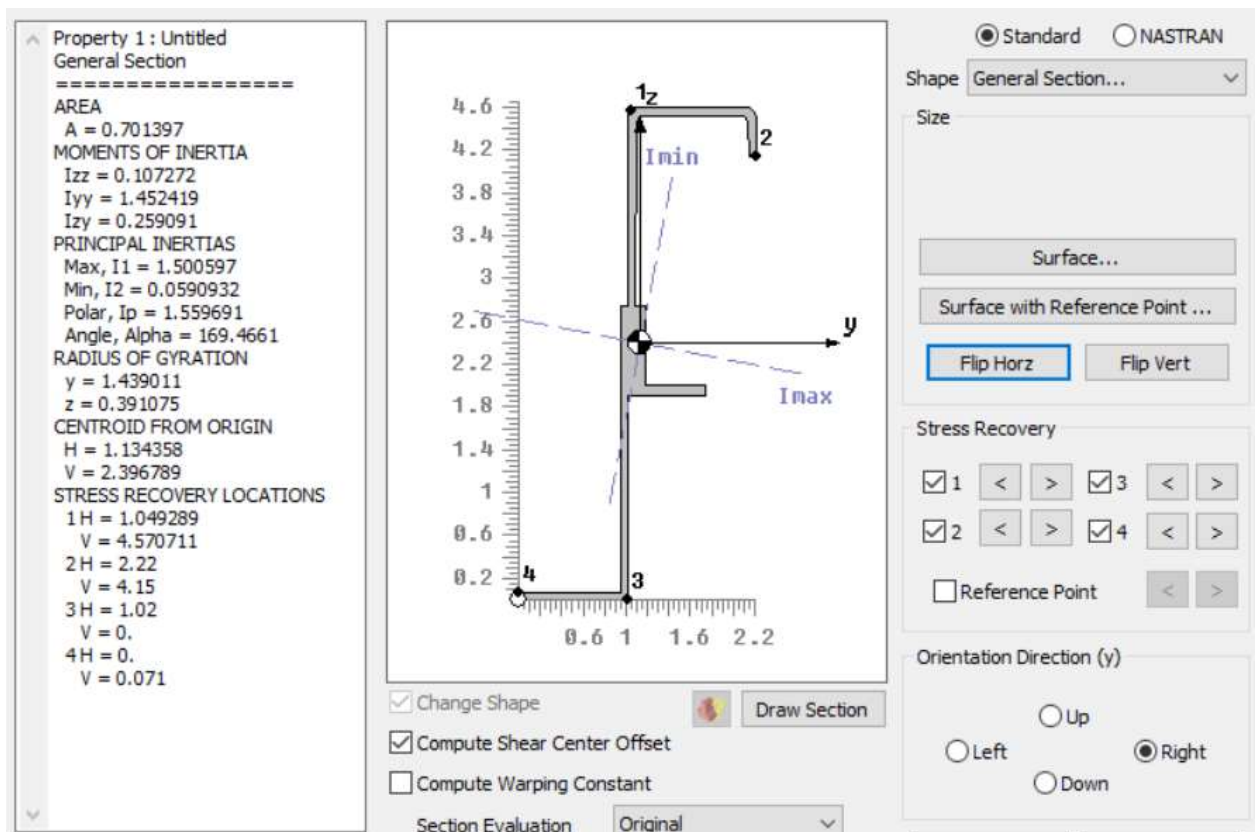 Property 1 : Untitled
General Section
==================
AREA
A = 0.701397
MOMENTS OF INERTIA
Izz = 0.107272
Iyy = 1.452419
Izy = 0.259091
PRINCIPAL INERTIAS
Max, I1 = 1.500597
Min, I2 = 0.0590932
Polar, Ip = 1.559691
Angle, Alpha = 169.4661
RADIUS OF GYRATION
y = 1.439011
z = 0.391075
CENTROID FROM ORIGIN
H = 1.134358
V = 2.396789
STRESS RECOVERY LOCATIONS
1 H = 1.049289
V = 4.570711
2 H = 2.22
V = 4.15
3 H = 1.02
V = 0.
4 H = 0.
V = 0.071
4.6
4.2
3.8
3.4
3
2.6
2.2
1.8
1.4
1
0.6
0.2
1 z
2
Imin
y
Imax
4
3
0.6 1 1.6 2.2
Change Shape
Draw Section
Compute Shear Center Offset
Compute Warping Constant
Section Evaluation Original
Standard NASTRAN
Shape General Section...
Size
Surface...
Surface with Reference Point ...
Flip Horz Flip Vert
Stress Recovery
1 < > 3 < >
2 < > 4 < >
Reference Point < >
Orientation Direction (y)
Up
Left Right
Down